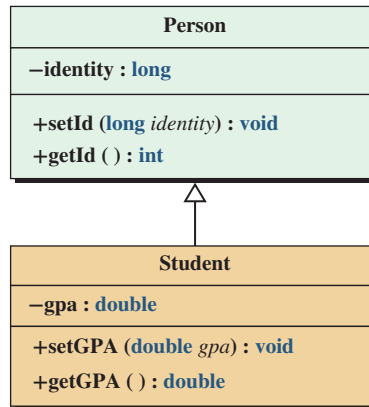 Person
−identity : long
+setId (long identity) : void
+getId ( ) : int
Student
−gpa : double
+setGPA (double gpa) : void
+getGPA ( ) : double